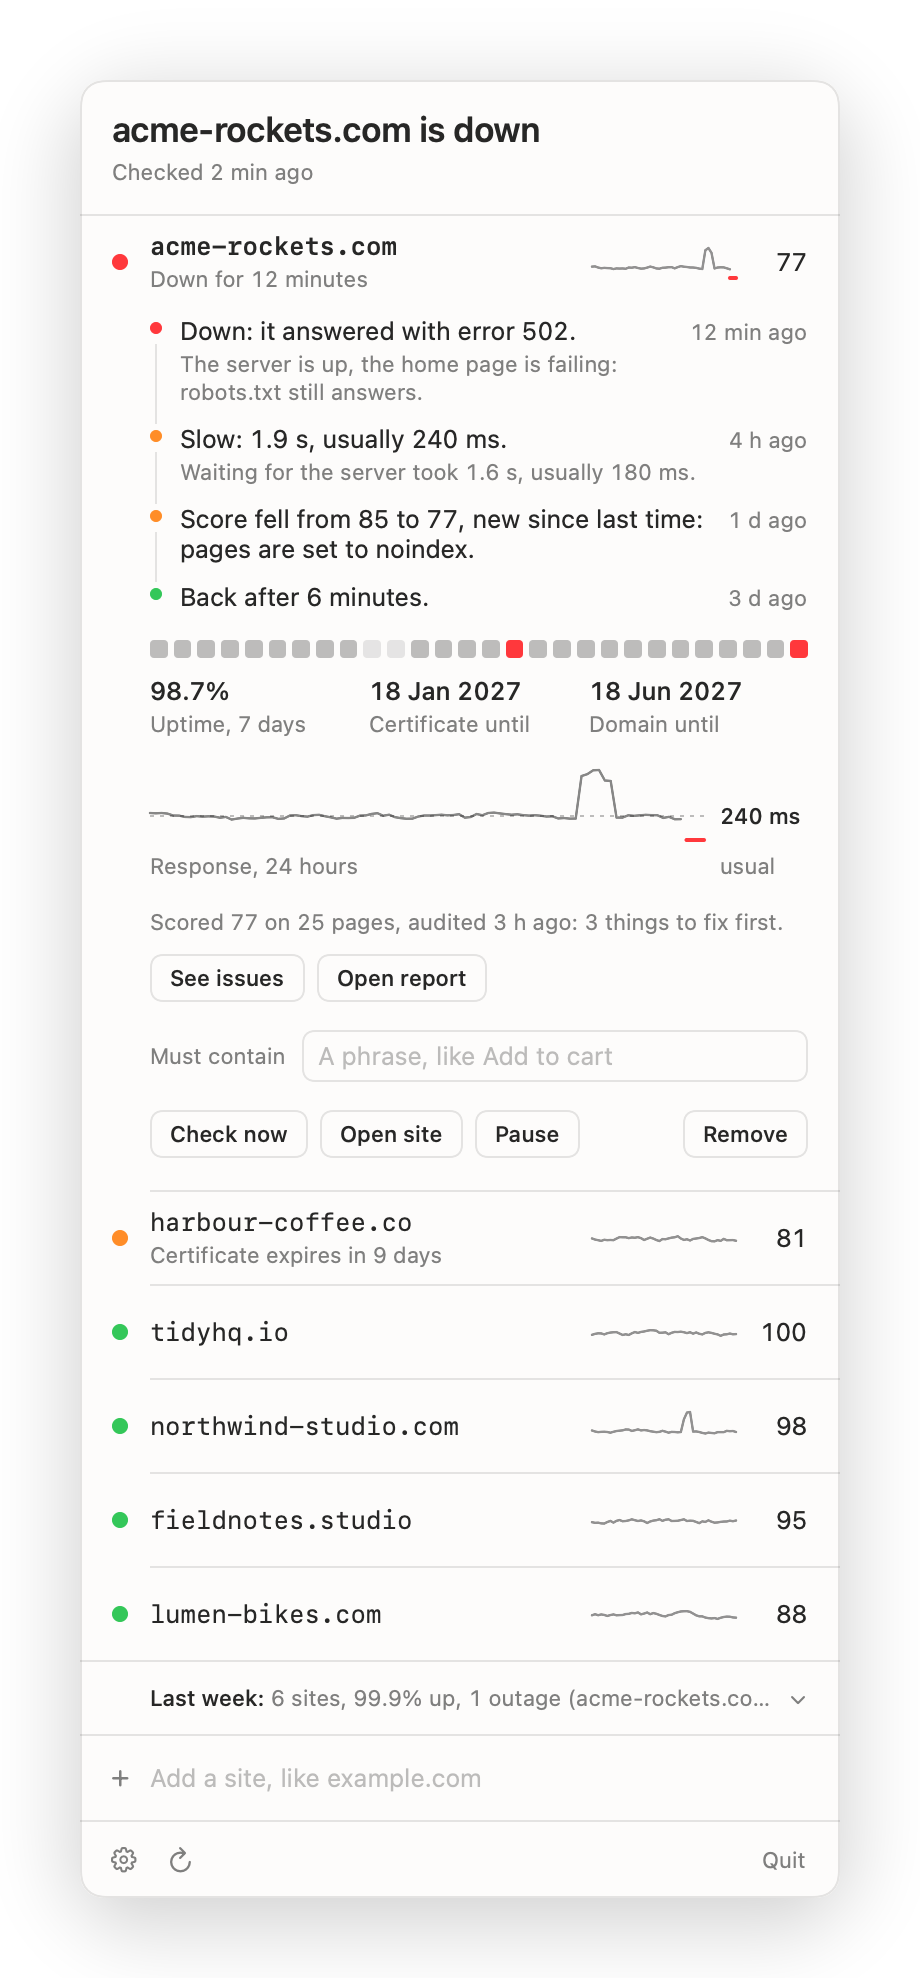 acme-rockets.com is down
Checked 2 min ago
acme-rockets.com
77
Down for 12 minutes
Down: it answered with error 502.
12 min ago
The server is up, the home page is failing:
robots.txt still answers.
Slow: 1.9 s, usually 240 ms.
4 h ago
Waiting for the server took 1.6 s, usually 180 ms.
Score fell from 85 to 77, new since last time:
1 d ago
pages are set to noindex.
Back after 6 minutes.
3 d ago
98.7%
18 Jan 2027
18 Jun 2027
Uptime, 7 days
Certificate until
Domain until
240 ms
Response, 24 hours
usual
Scored 77 on 25 pages, audited 3 h ago: 3 things to fix first.
See issues
Open report
Must contain
A phrase, like Add to cart
Check now
Open site
Pause
Remove
harbour-coffee.co
81
Certificate expires in 9 days
tidyhq.io
100
northwind-studio.com
98
fieldnotes.studio
95
lumen-bikes.com
88
Last week: 6 sites, 99.9% up, 1 outage (acme-rockets.co...
+ Add a site, like example.com
Quit